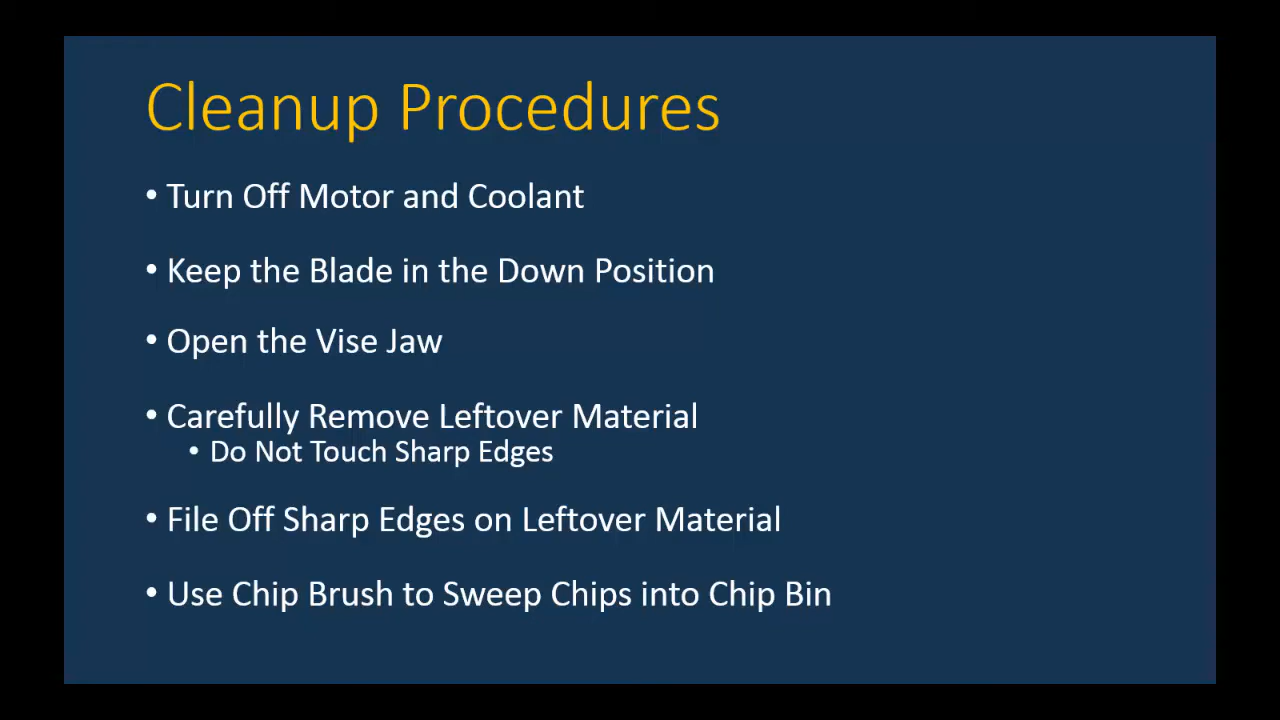 Cleanup Procedures
• Turn Off Motor and Coolant
• Keep the Blade in the Down Position
• Open the Vise Jaw
• Carefully Remove Leftover Material
• Do Not Touch Sharp Edges
• File Off Sharp Edges on Leftover Material
• Use Chip Brush to Sweep Chips into Chip Bin